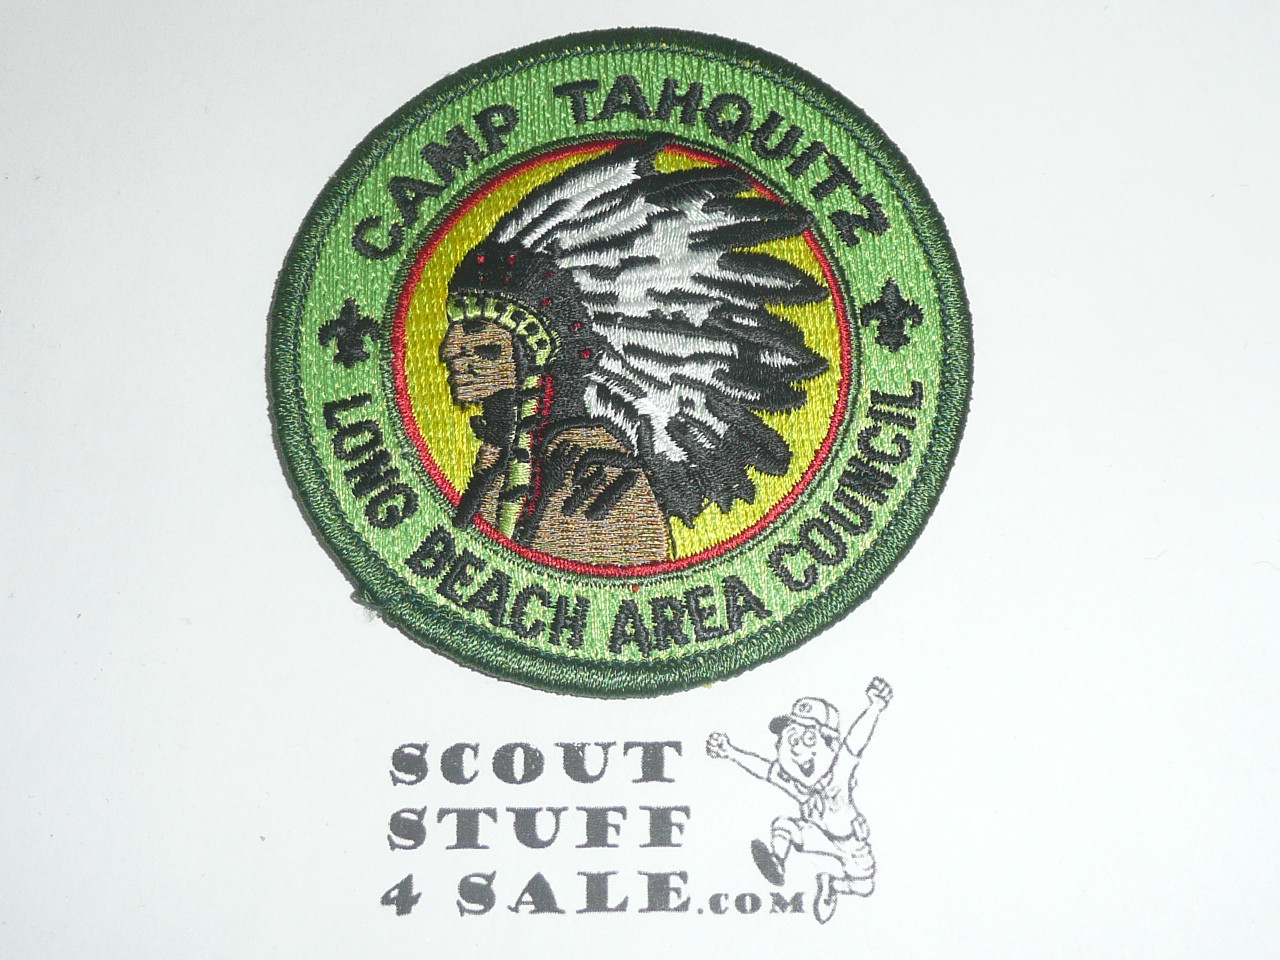 CAMP TAHQUITZ
LONG BEACH AREA COUNCIL
SCOUT
STUFF
4 SALE.COM